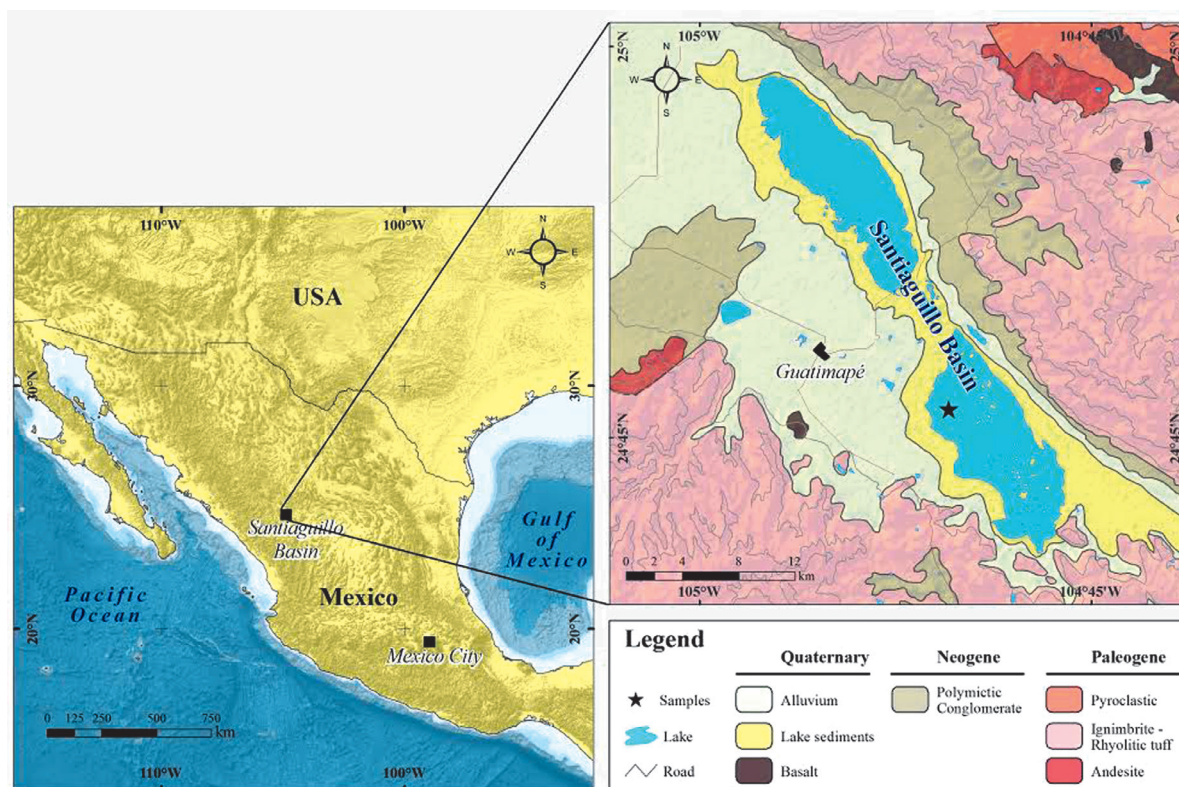 110°W
100°W
N
W
E
S
USA
30°N
30°N
Santiaguillo
Basin
Gulf
of
Mexico
Pacific
Ocean
Mexico
20°N
20°N
Mexico City
0 125 250 500 750
km
110°W
100°W
105°W
104°45'W
25°N
25°N
N
W
E
S
Santiaguillo Basin
Guatimapé
24°45'N
24°45'N
0 2 4 8 12
km
105°W
104°45'W
Legend
Quaternary
Neogene
Paleogene
Samples
Alluvium
Polymictic
Conglomerate
Pyroclastic
Lake
Lake sediments
Ignimbrite -
Rhyolitic tuff
Road
Basalt
Andesite